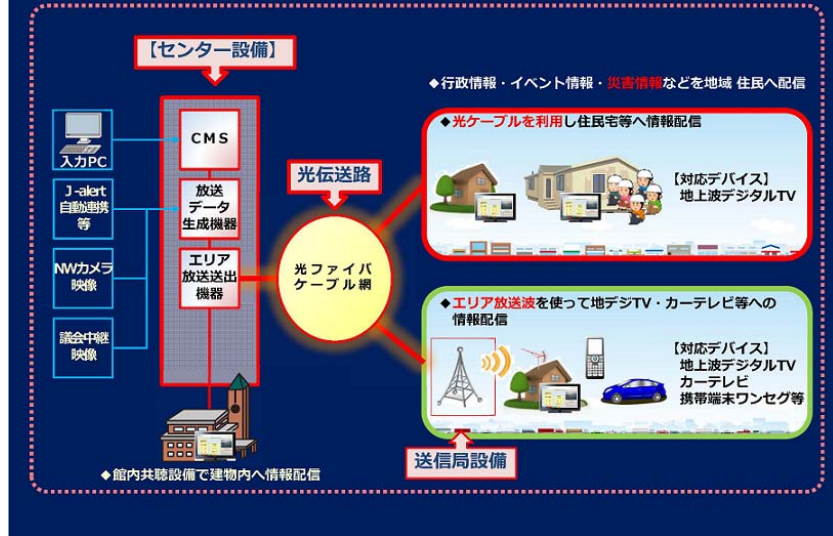 【センター設備】
◆行政情報・イベント情報・災害情報などを地域 住民へ配信
入力PC
J-alert
自動連携
等
NWカメラ
映像
議会中継
映像
CMS
放送
データ
生成機器
エリア
放送送出
機器
光伝送路
光ファイバ
ケーブル網
◆光ケーブルを利用し住民宅等へ情報配信
【対応デバイス】
地上波デジタルTV
◆エリア放送波を使って地デジTV・カーテレビ等への
情報配信
【対応デバイス】
地上波デジタルTV
カーテレビ
携帯端末ワンセグ等
送信局設備
◆館内共聴設備で建物内へ情報配信